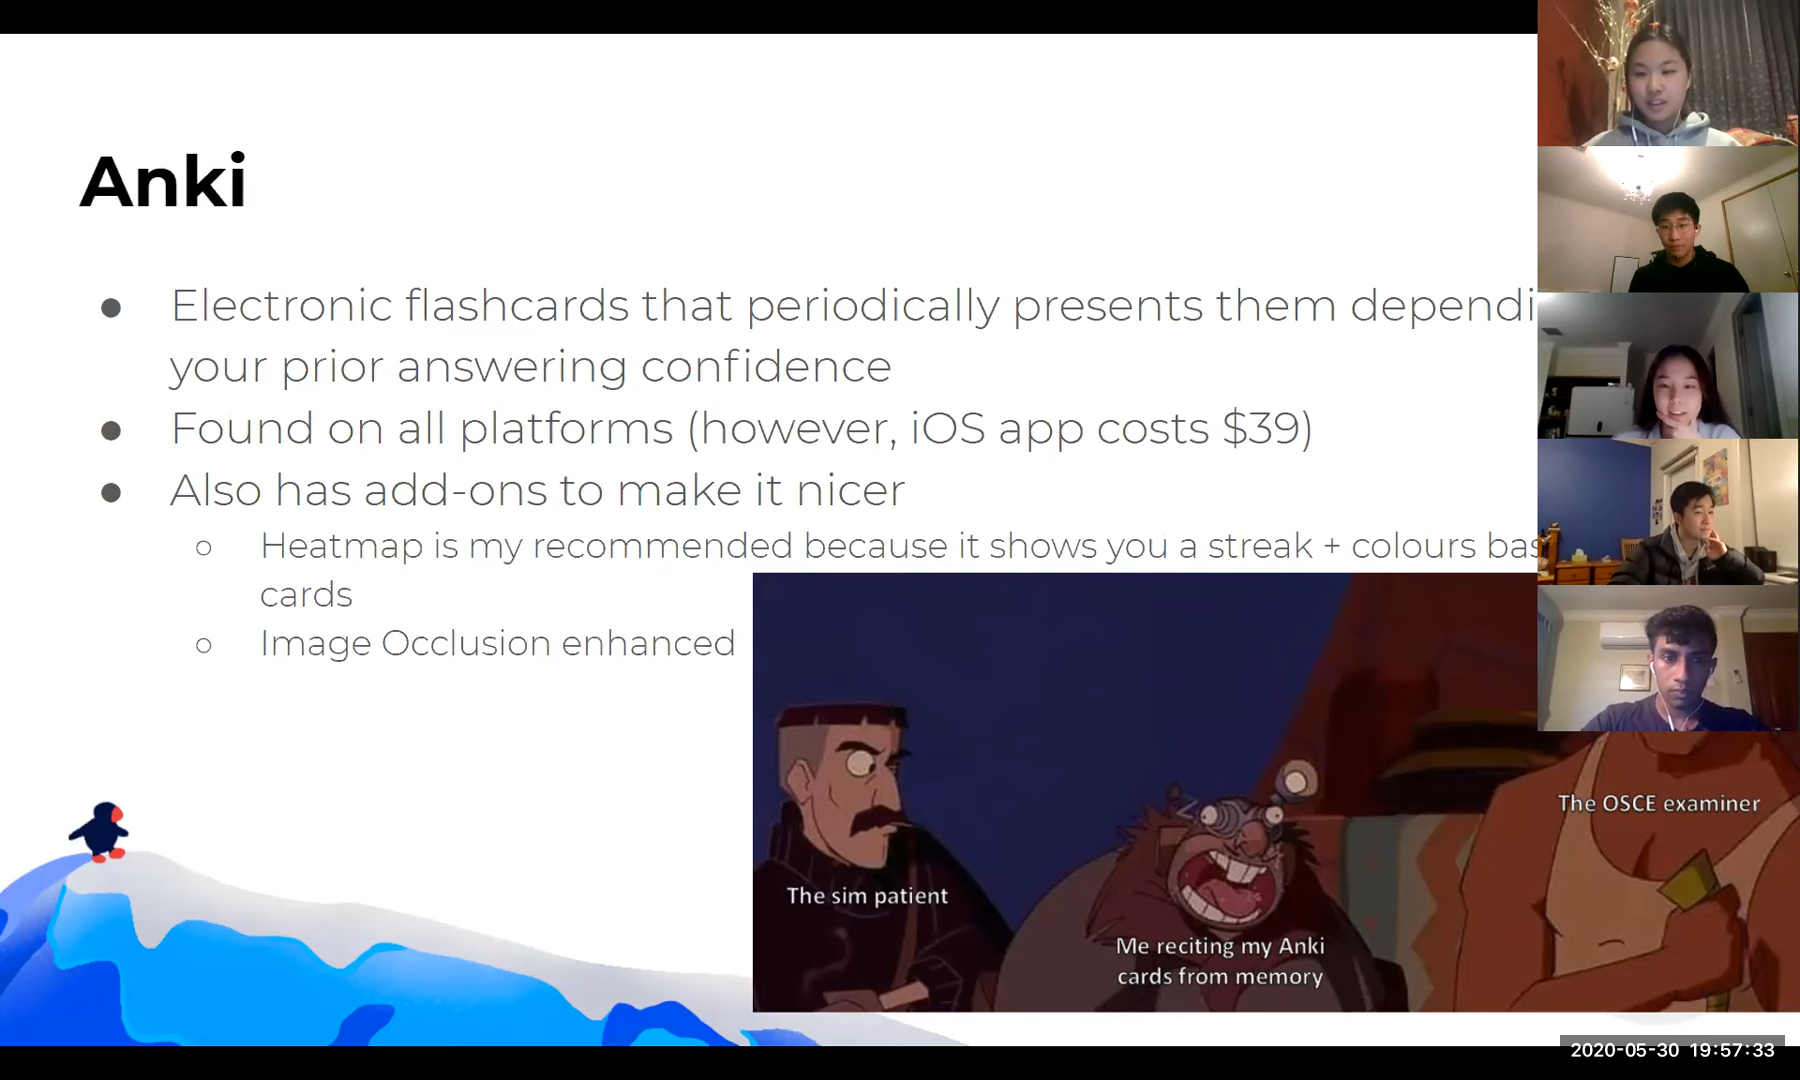 Anki
● Electronic flashcards that periodically presents them dependi
your prior answering confidence
● Found on all platforms (however, iOS app costs $39)
● Also has add-ons to make it nicer
○ Heatmap is my recommended because it shows you a streak + colours bas
cards
○ Image Occlusion enhanced
The OSCE examiner
The sim patient
Me reciting my Anki
cards from memory
2020-05-30 19:57:33